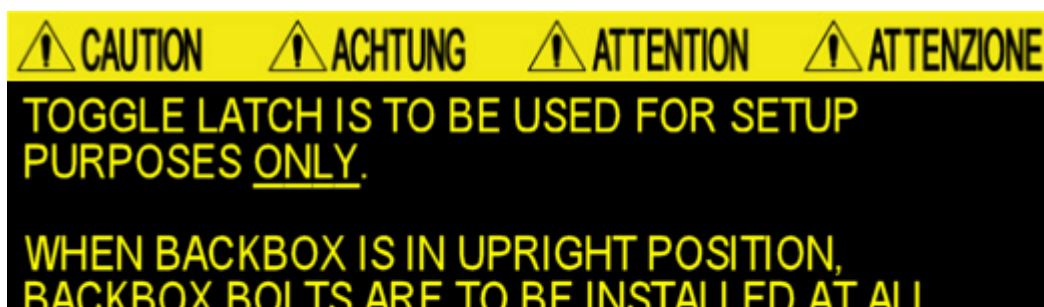 CAUTION ACHTUNG ATTENTION ATTENZIONE
TOGGLE LATCH IS TO BE USED FOR SETUP
PURPOSES ONLY.
WHEN BACKBOX IS IN UPRIGHT POSITION,
BACKBOX BOLTS ARE TO BE INSTALLED AT ALL